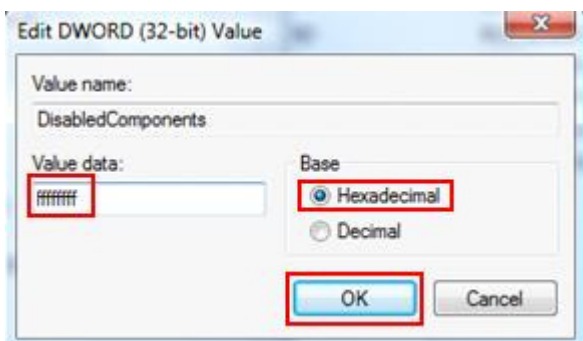 Edit DWORD (32-bit) Value
Value name:
DisabledComponents
Value data:
ffffffff
Base
Hexadecimal
Decimal
OK
Cancel